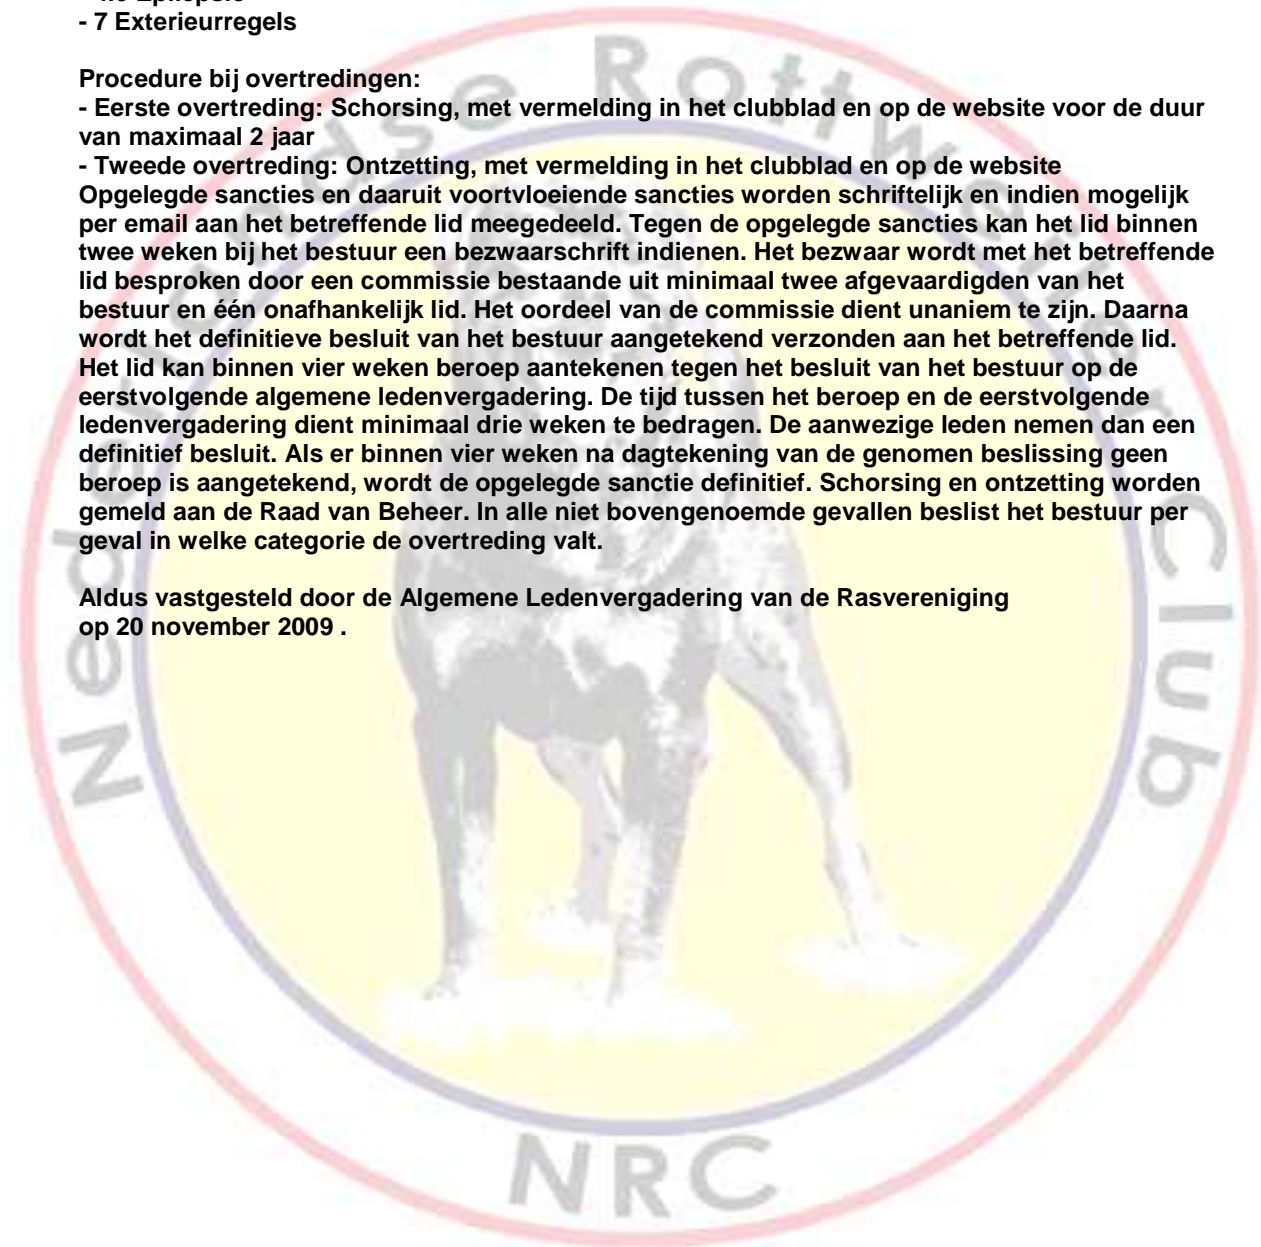 - 7 Exterieurregels
Procedure bij overtredingen:
- Eerste overtreding: Schorsing, met vermelding in het clubblad en op de website voor de duur
van maximaal 2 jaar
- Tweede overtreding: Ontzetting, met vermelding in het clubblad en op de website
Opgelegde sancties en daaruit voortvloeiende sancties worden schriftelijk en indien mogelijk
per email aan het betreffende lid meegedeeld. Tegen de opgelegde sancties kan het lid binnen
twee weken bij het bestuur een bezwaarschrift indienen. Het bezwaar wordt met het betreffende
lid besproken door een commissie bestaande uit minimaal twee afgevaardigden van het
bestuur en één onafhankelijk lid. Het oordeel van de commissie dient unaniem te zijn. Daarna
wordt het definitieve besluit van het bestuur aangetekend verzonden aan het betreffende lid.
Het lid kan binnen vier weken beroep aantekenen tegen het besluit van het bestuur op de
eerstvolgende algemene ledenvergadering. De tijd tussen het beroep en de eerstvolgende
ledenvergadering dient minimaal drie weken te bedragen. De aanwezige leden nemen dan een
definitief besluit. Als er binnen vier weken na dagtekening van de genomen beslissing geen
beroep is aangetekend, wordt de opgelegde sanctie definitief. Schorsing en ontzetting worden
gemeld aan de Raad van Beheer. In alle niet bovengenoemde gevallen beslist het bestuur per
geval in welke categorie de overtreding valt.
Aldus vastgesteld door de Algemene Ledenvergadering van de Rasvereniging
op 20 november 2009 .
Nederlandse Rottweiler Club
NRC